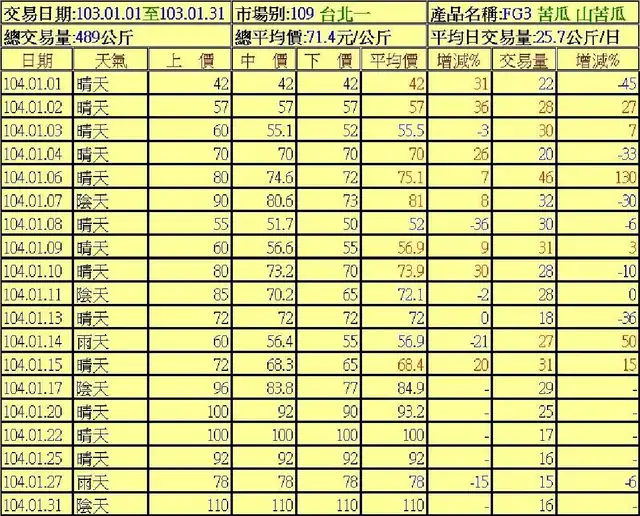 交易日期:103.01.01至103.01.31 市場別:109 台北一 產品名稱:FG3 苦瓜 山苦瓜
總交易量:489公斤 總平均價:71.4元/公斤 平均日交易量:25.7公斤/日
日期 天氣 上 價 中 價 下 價 平均價 增減% 交易量 增減%
104.01.01 晴天 42 42 42 42 31 22 -45
104.01.02 晴天 57 57 57 57 36 28 27
104.01.03 晴天 60 55.1 52 55.5 -3 30 7
104.01.04 晴天 70 70 70 70 26 20 -33
104.01.06 晴天 80 74.6 72 75.1 7 46 130
104.01.07 陰天 90 80.6 73 81 8 32 -30
104.01.08 晴天 55 51.7 50 52 -36 30 -6
104.01.09 晴天 60 56.6 55 56.9 9 31 3
104.01.10 晴天 80 73.2 70 73.9 30 28 -10
104.01.11 陰天 85 70.2 65 72.1 -2 28 0
104.01.13 晴天 72 72 72 72 0 18 -36
104.01.14 雨天 60 56.4 55 56.9 -21 27 50
104.01.15 晴天 72 68.3 65 68.4 20 31 15
104.01.17 陰天 96 83.8 77 84.9 - 29 -
104.01.20 晴天 100 92 90 93.2 - 25 -
104.01.22 晴天 100 100 100 100 - 17 -
104.01.25 晴天 92 92 92 92 - 16 -
104.01.27 雨天 78 78 78 78 -15 15 -6
104.01.31 陰天 110 110 110 110 - 16 -